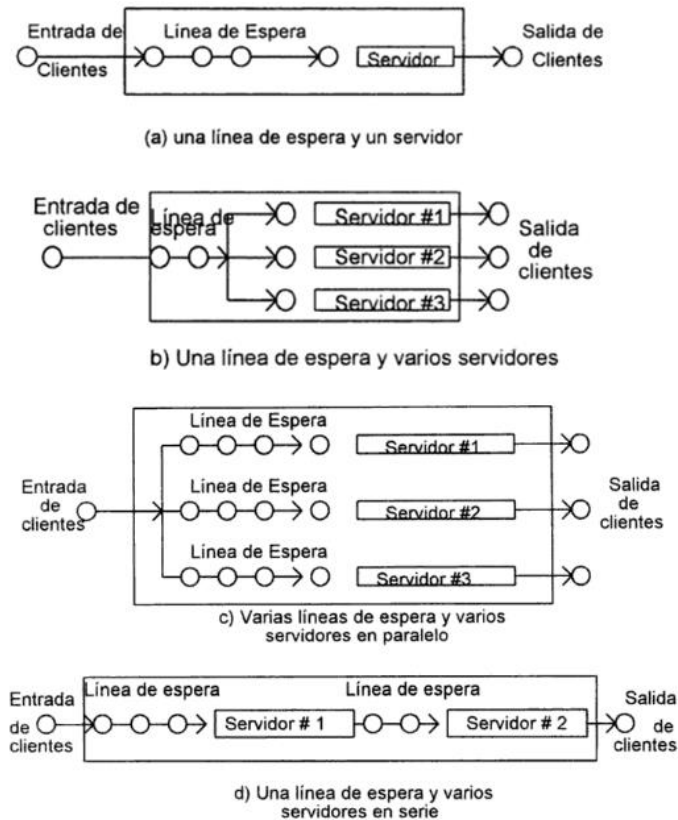 Entrada de
Clientes
Línea de Espera
Servidor
Salida de
Clientes
(a) una línea de espera y un servidor
Entrada de
clientes
Línea de
espera
Servidor #1
Servidor #2
Servidor #3
Salida
de
clientes
b) Una línea de espera y varios servidores
Entrada
de
clientes
Línea de Espera
Servidor #1
Línea de Espera
Servidor #2
Línea de Espera
Servidor #3
Salida
de
clientes
c) Varias líneas de espera y varios
servidores en paralelo
Entrada
de
clientes
Línea de espera
Servidor # 1
Línea de espera
Servidor # 2
Salida
de
clientes
d) Una línea de espera y varios
servidores en serie